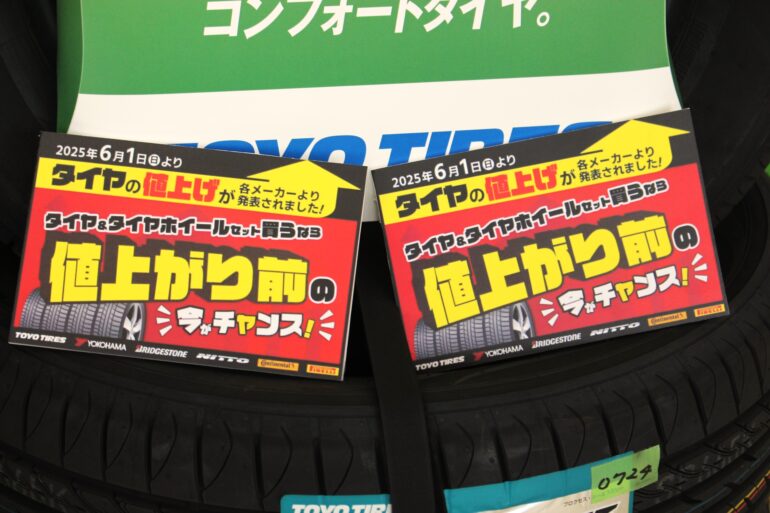 コンフォートタイヤ。
TOYO TIRES
2025年6月1日(日)より
タイヤの値上げが各メーカーより発表されました!
タイヤ&タイヤホイールセット買うなら
値上がり前の
今がチャンス!
TOYO TIRES YOKOHAMA BRIDGESTONE NITTO Continental PIRELLI
2025年6月1日(日)より
タイヤの値上げが各メーカーより発表されました!
タイヤ&タイヤホイールセット買うなら
値上がり前の
今がチャンス!
TOYO TIRES YOKOHAMA BRIDGESTONE NITTO Continental PIRELLI
0724
TOYO TIRES